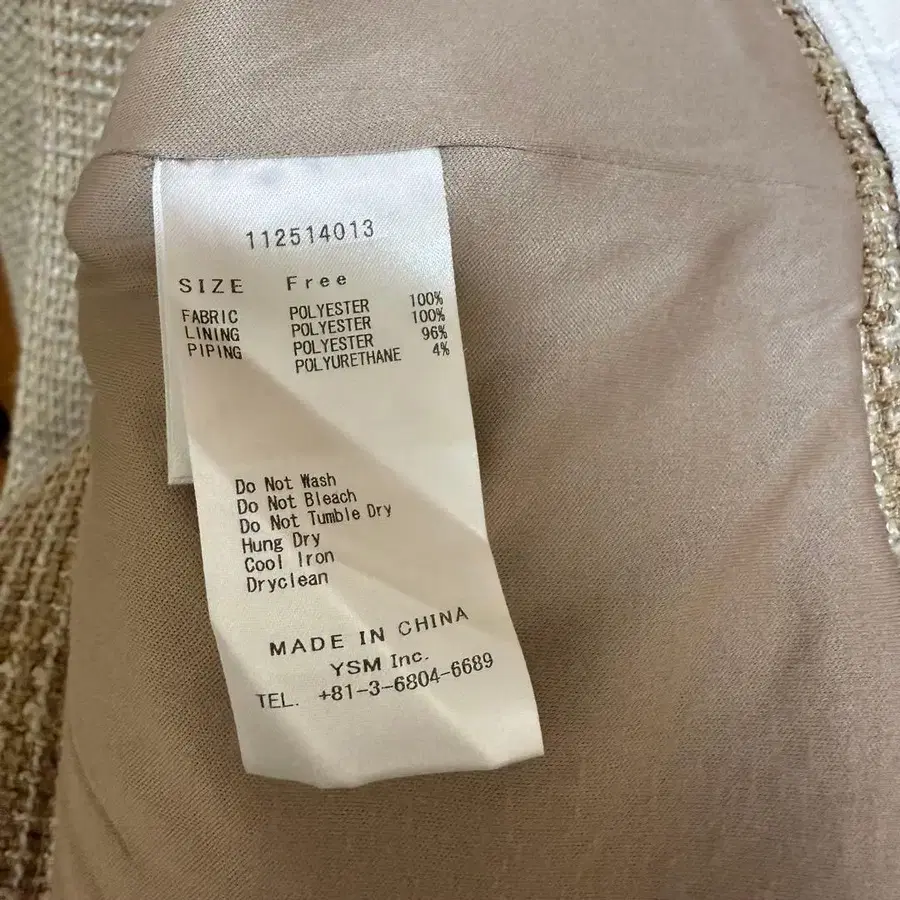 112514013
SIZE Free
FABRIC POLYESTER 100%
LINING POLYESTER 100%
PIPING POLYESTER 96%
POLYURETHANE 4%
Do Not Wash
Do Not Bleach
Do Not Tumble Dry
Hung Dry
Cool Iron
Dryclean
MADE IN CHINA
YSM Inc.
TEL. +81-3-6804-6689